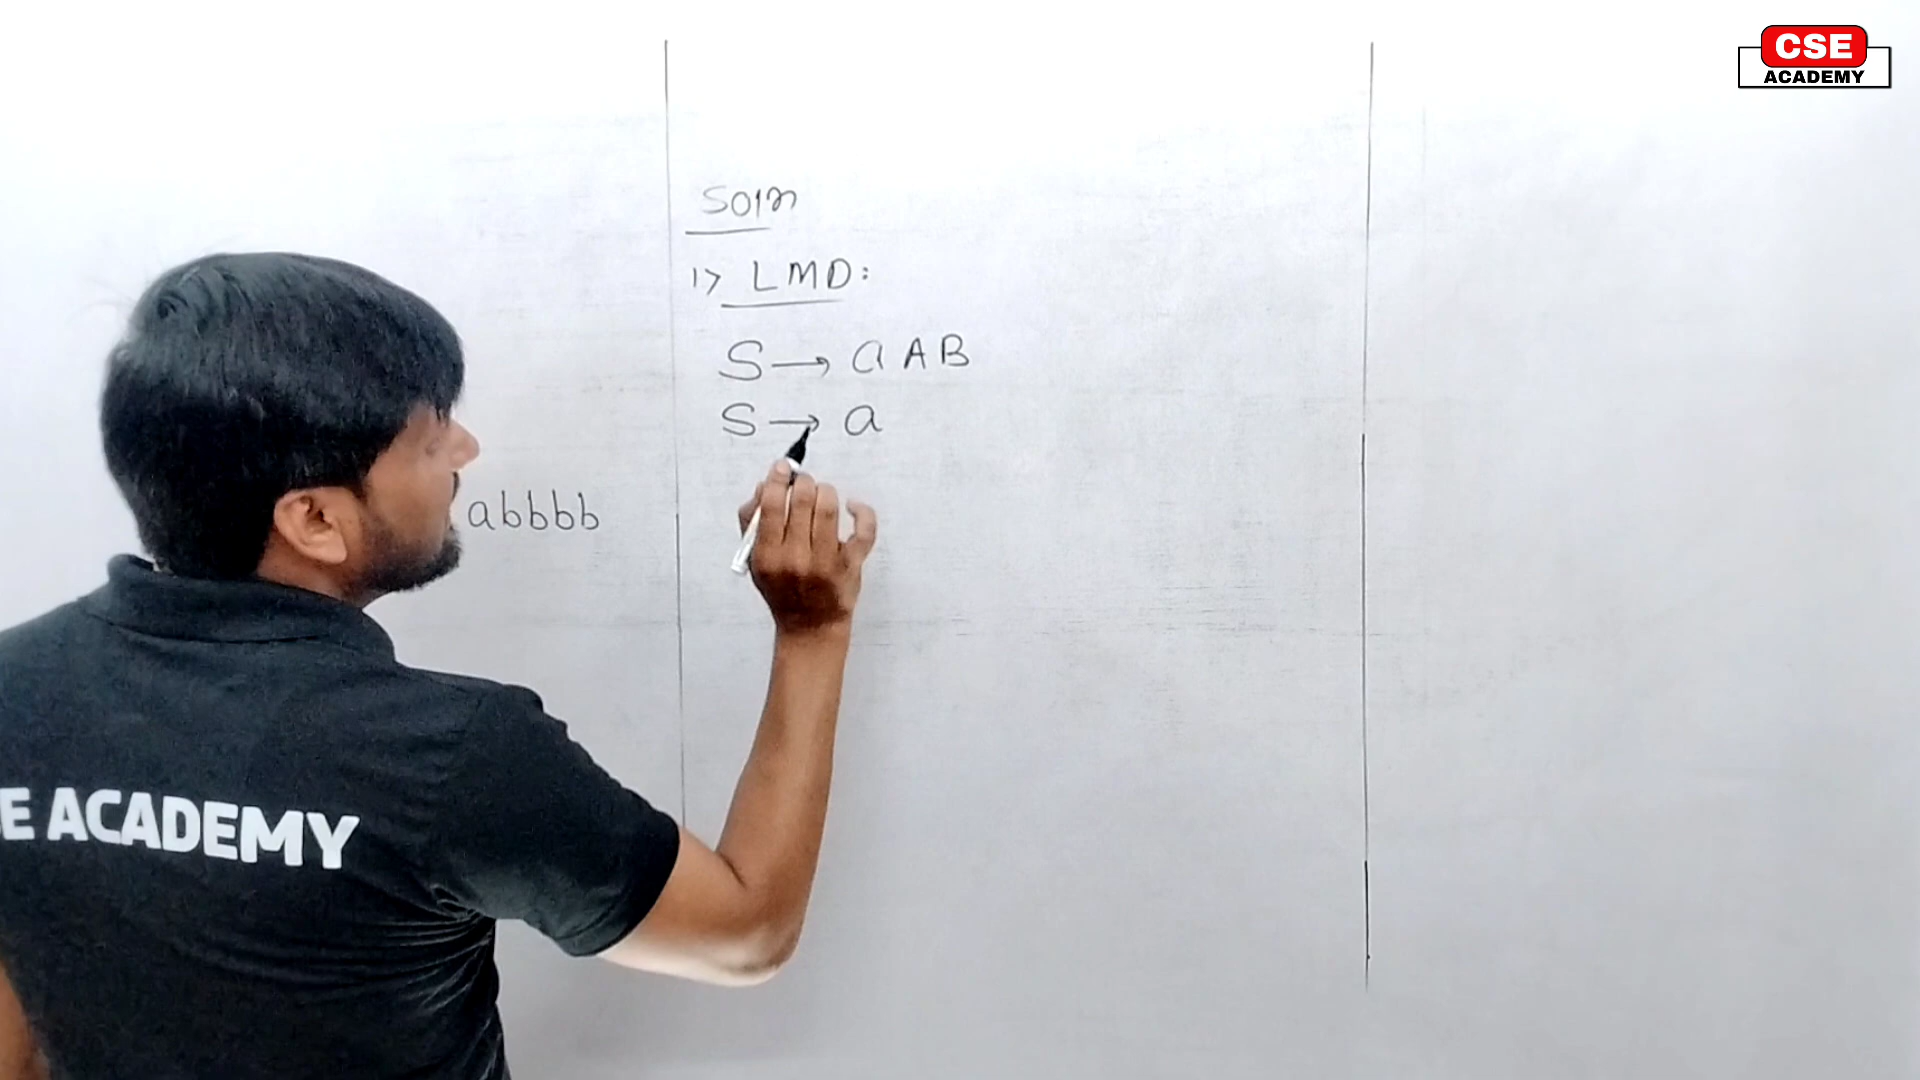 CSE
ACADEMY
Soln
1> LMD:
S → a A B
S → a
abbbb
E ACADEMY